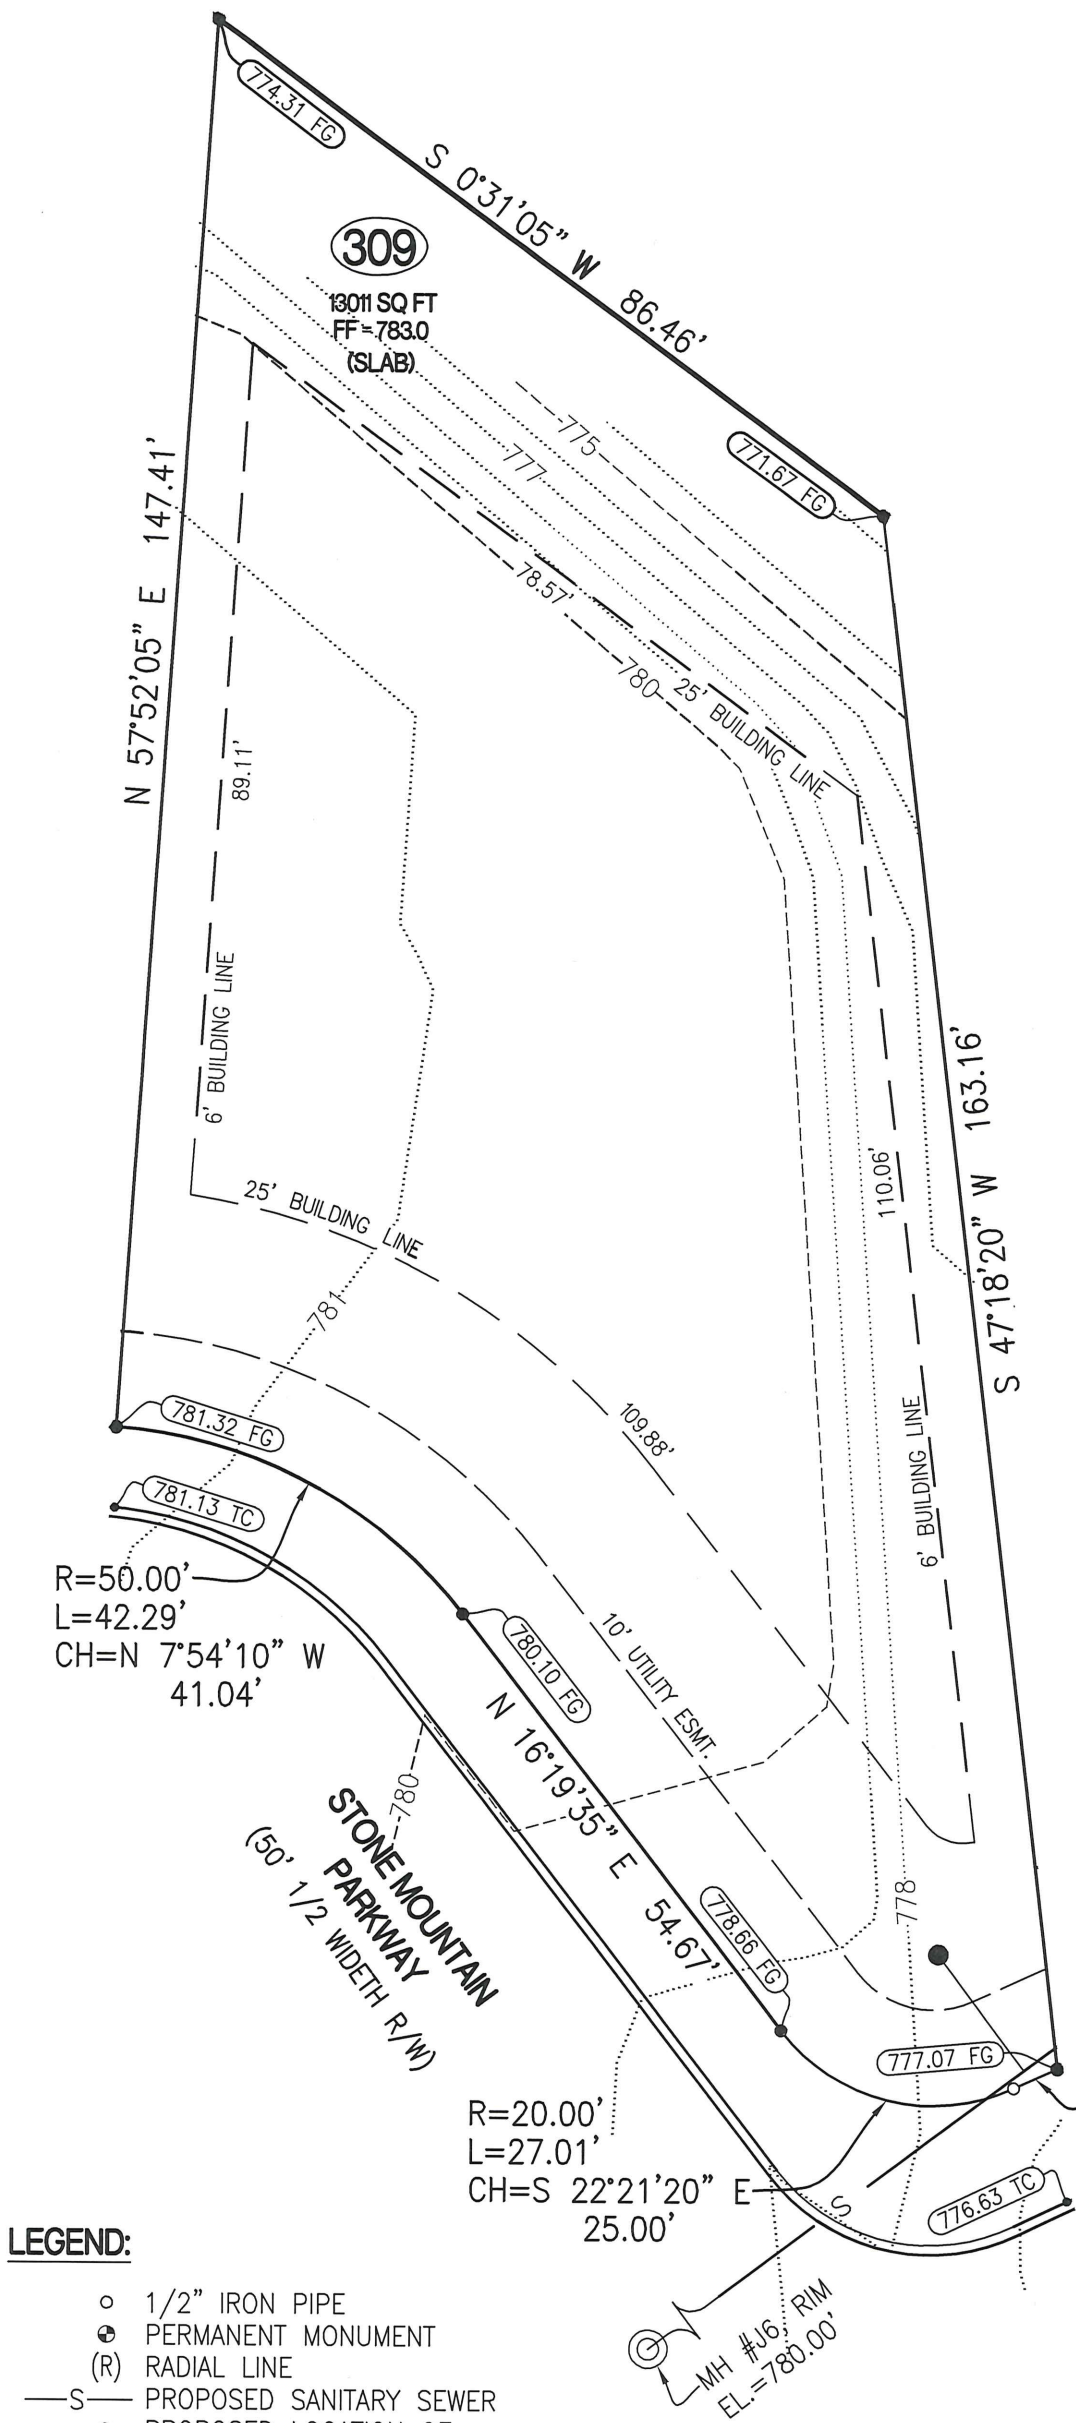 774.31 FG
S 0°31'05" W 86.46'
309
13011 SQ FT
FF = 783.0
(SLAB)
775
777
771.67 FG
N 57°52'05" E 147.41'
78.57'
780
25' BUILDING LINE
89.11'
6' BUILDING LINE
110.06'
S 47°18'20" W 163.16'
25' BUILDING LINE
781
781.32 FG
109.88'
6' BUILDING LINE
781.13 TC
R=50.00'
L=42.29'
CH=N 7°54'10" W
41.04'
780.10 FG
10' UTILITY ESMT.
N 16°19'35" E 54.67'
780
STONE MOUNTAIN
PARKWAY
(50' 1/2 WIDETH R/W)
778.66 FG
778
777.07 FG
R=20.00'
L=27.01'
CH=S 22°21'20" E
25.00'
776.63 TC
S
MH #J6, RIM
EL.=780.00'
LEGEND:
1/2" IRON PIPE
PERMANENT MONUMENT
(R) RADIAL LINE
S PROPOSED SANITARY SEWER
PROPOSED LOCATION OF